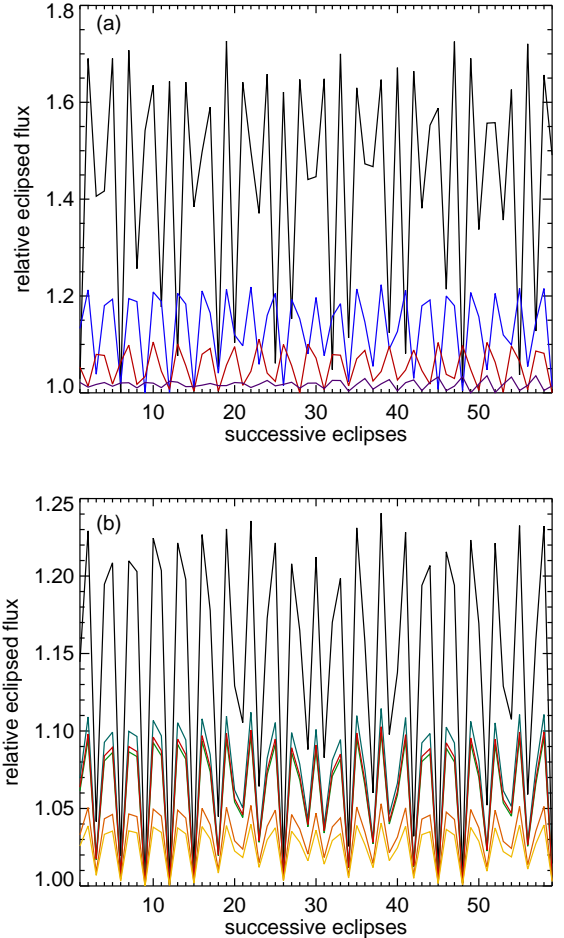 (a)
relative eclipsed flux
1.8
1.6
1.4
1.2
1.0
10 20 30 40 50
successive eclipses
(b)
relative eclipsed flux
1.25
1.20
1.15
1.10
1.05
1.00
10 20 30 40 50
successive eclipses